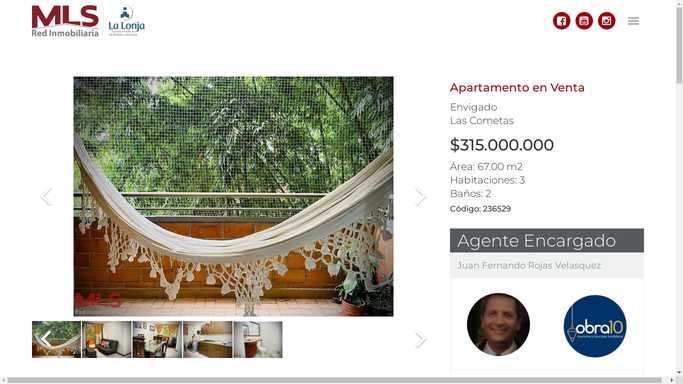 MLS
Red Inmobiliaria
La Lonja
Apartamento en Venta
Envigado
Las Cometas
$315.000.000
Área: 67.00 m2
Habitaciones: 3
Baños: 2
Código: 236529
Agente Encargado
Juan Fernando Rojas Velasquez
obra10
MLS